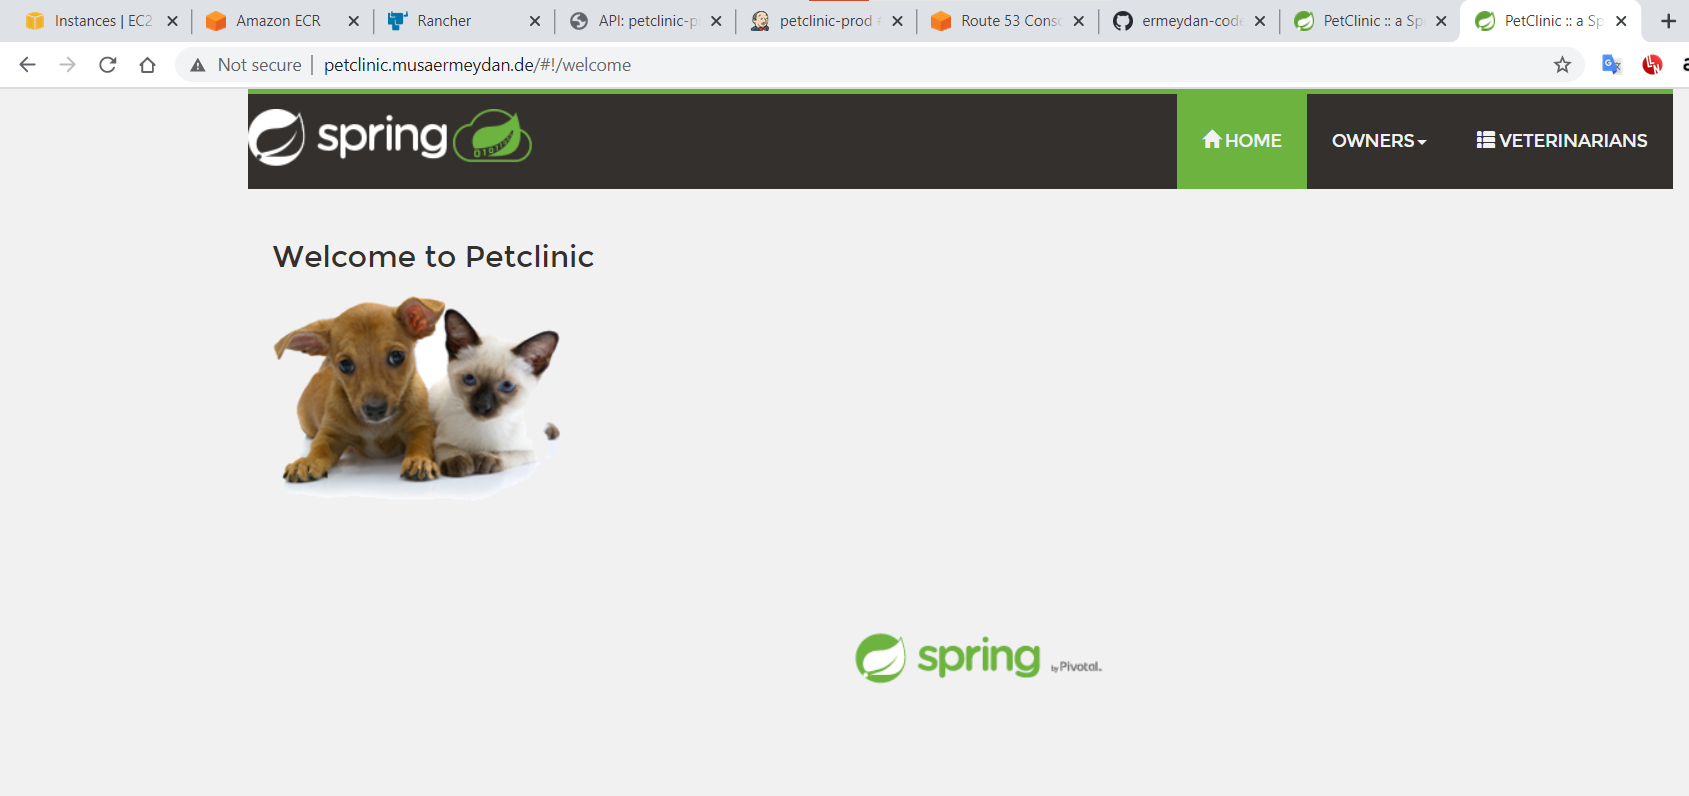 Instances | EC2
Amazon ECR
Rancher
API: petclinic-p
petclinic-prod
Route 53 Cons
ermeydan-code
PetClinic :: a Sp
PetClinic :: a Sp
Not secure | petclinic.musaermeydan.de/#!/welcome
spring
HOME
OWNERS
VETERINARIANS
Welcome to Petclinic
spring by Pivotal™